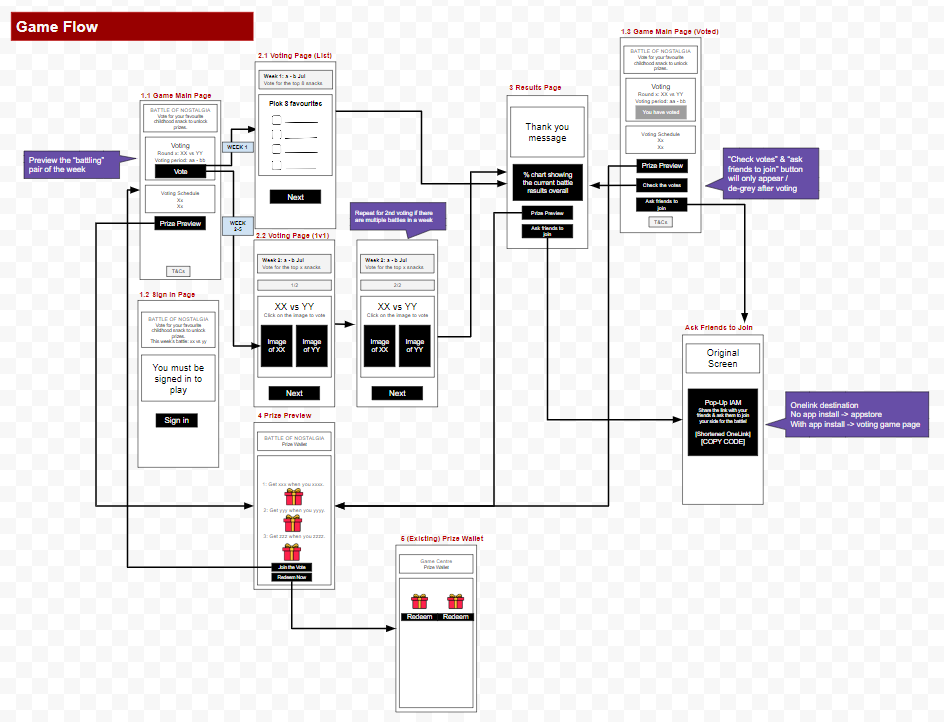 Game Flow
1.1 Game Main Page
BATTLE OF NOSTALGIA
Vote for your favourite
childhood snack to unlock
prizes.
Voting
Round x: XX vs YY
Voting period: aa - bb
Vote
Voting Schedule
Xx
Xx
Prize Preview
T&Cs
Preview the "battling"
pair of the week
WEEK 1
WEEK
2-5
1.2 Sign In Page
BATTLE OF NOSTALGIA
Vote for your favourite
childhood snack to unlock
prizes.
This week's battle: xx vs yy
You must be
signed in to
play
Sign in
2.1 Voting Page (List)
Week 1: a - b Jul
Vote for the top 8 snacks
Pick 8 favourites
Next
2.2 Voting Page (1v1)
Week 2: a - b Jul
Vote for the top x snacks
1/2
XX vs YY
Click on the image to vote
Image
of XX
Image
of YY
Next
Repeat for 2nd voting if there
are multiple battles in a week
Week 2: a - b Jul
Vote for the top x snacks
2/2
XX vs YY
Click on the image to vote
Image
of XX
Image
of YY
Next
3 Results Page
Thank you
message
% chart showing
the current battle
results overall
Prize Preview
Ask friends to
join
1.3 Game Main Page (Voted)
BATTLE OF NOSTALGIA
Vote for your favourite
childhood snack to unlock
prizes.
Voting
Round x: XX vs YY
Voting period: aa - bb
You have voted
Voting Schedule
Xx
Xx
Prize Preview
Check the votes
Ask friends to
join
T&Cs
"Check votes" & "ask
friends to join" button
will only appear /
de-grey after voting
Ask Friends to Join
Original
Screen
Pop-Up IAM
Share the link with your
friends & ask them to join
your side for the battle!
[Shortened OneLink]
[COPY CODE]
Onelink destination
No app install -> appstore
With app install -> voting game page
4 Prize Preview
BATTLE OF NOSTALGIA
Prize Wallet
1: Get xxx when you xxxx.
2: Get yyy when you yyyy.
3: Get zzz when you zzzz.
Join the Vote
Redeem Now
5 (Existing) Prize Wallet
Game Centre
Prize Wallet
Redeem
Redeem